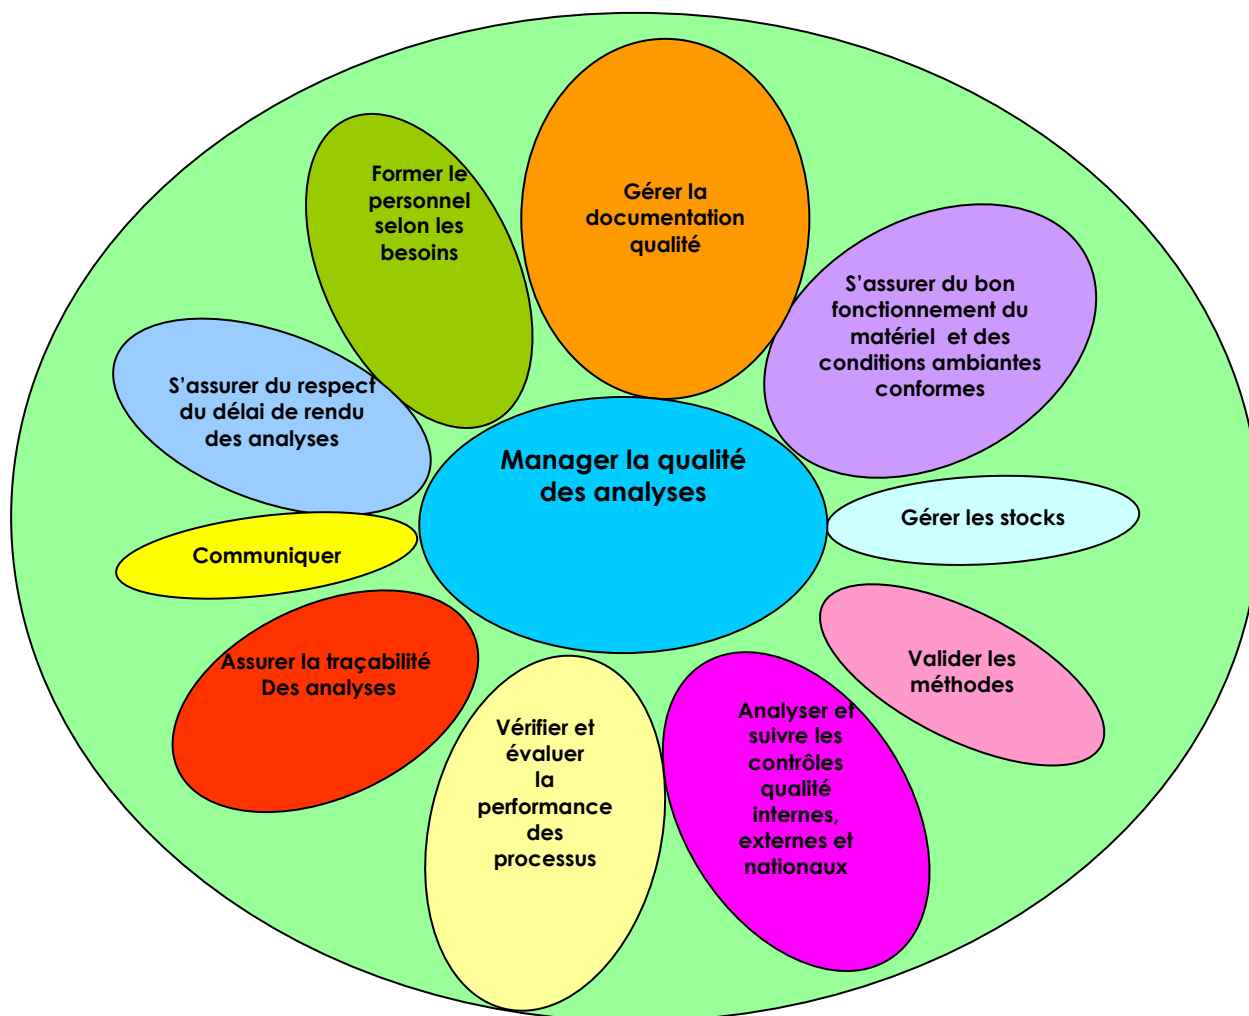 Former le
personnel
selon les
besoins
Gérer la
documentation
qualité
S'assurer du bon
fonctionnement du
matériel et des
conditions ambiantes
conformes
S'assurer du respect
du délai de rendu
des analyses
Manager la qualité
des analyses
Gérer les stocks
Communiquer
Assurer la traçabilité
Des analyses
Valider les
méthodes
Vérifier et
évaluer
la
performance
des
processus
Analyser et
suivre les
contrôles
qualité
internes,
externes et
nationaux